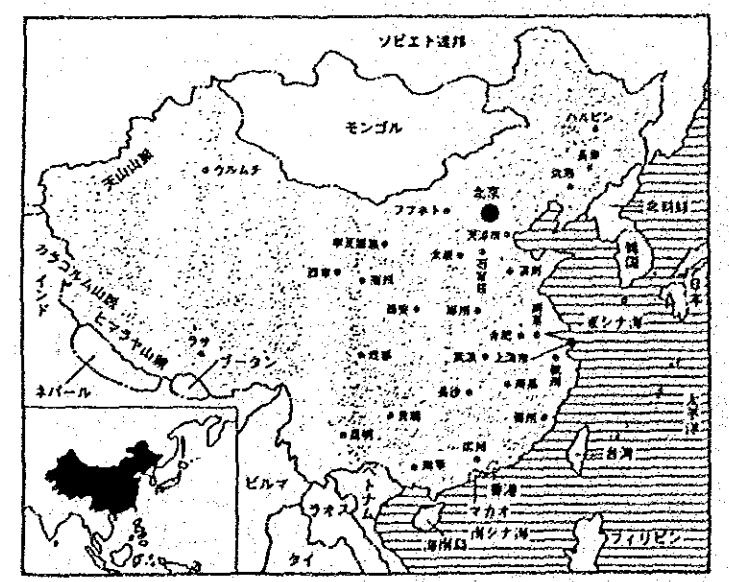 ソビエト連邦
モンゴル
ハルビン
長春
瀋陽
天山山脈
ウルムチ
北京
フフホト
北朝鮮
韓国
日本
太原
石家荘
西寧
蘭州
カラコルム山脈
インド
西安
鄭州
南京
東シナ海
ヒマラヤ山脈
ラサ
ブータン
ネパール
合肥
成都
武漢
上海
杭州
長沙
南昌
太平洋
貴陽
福州
昆明
広州
台湾
南寧
ビルマ
ベトナム
ラオス
香港
マカオ
海南島
南シナ海
フィリピン
タイ